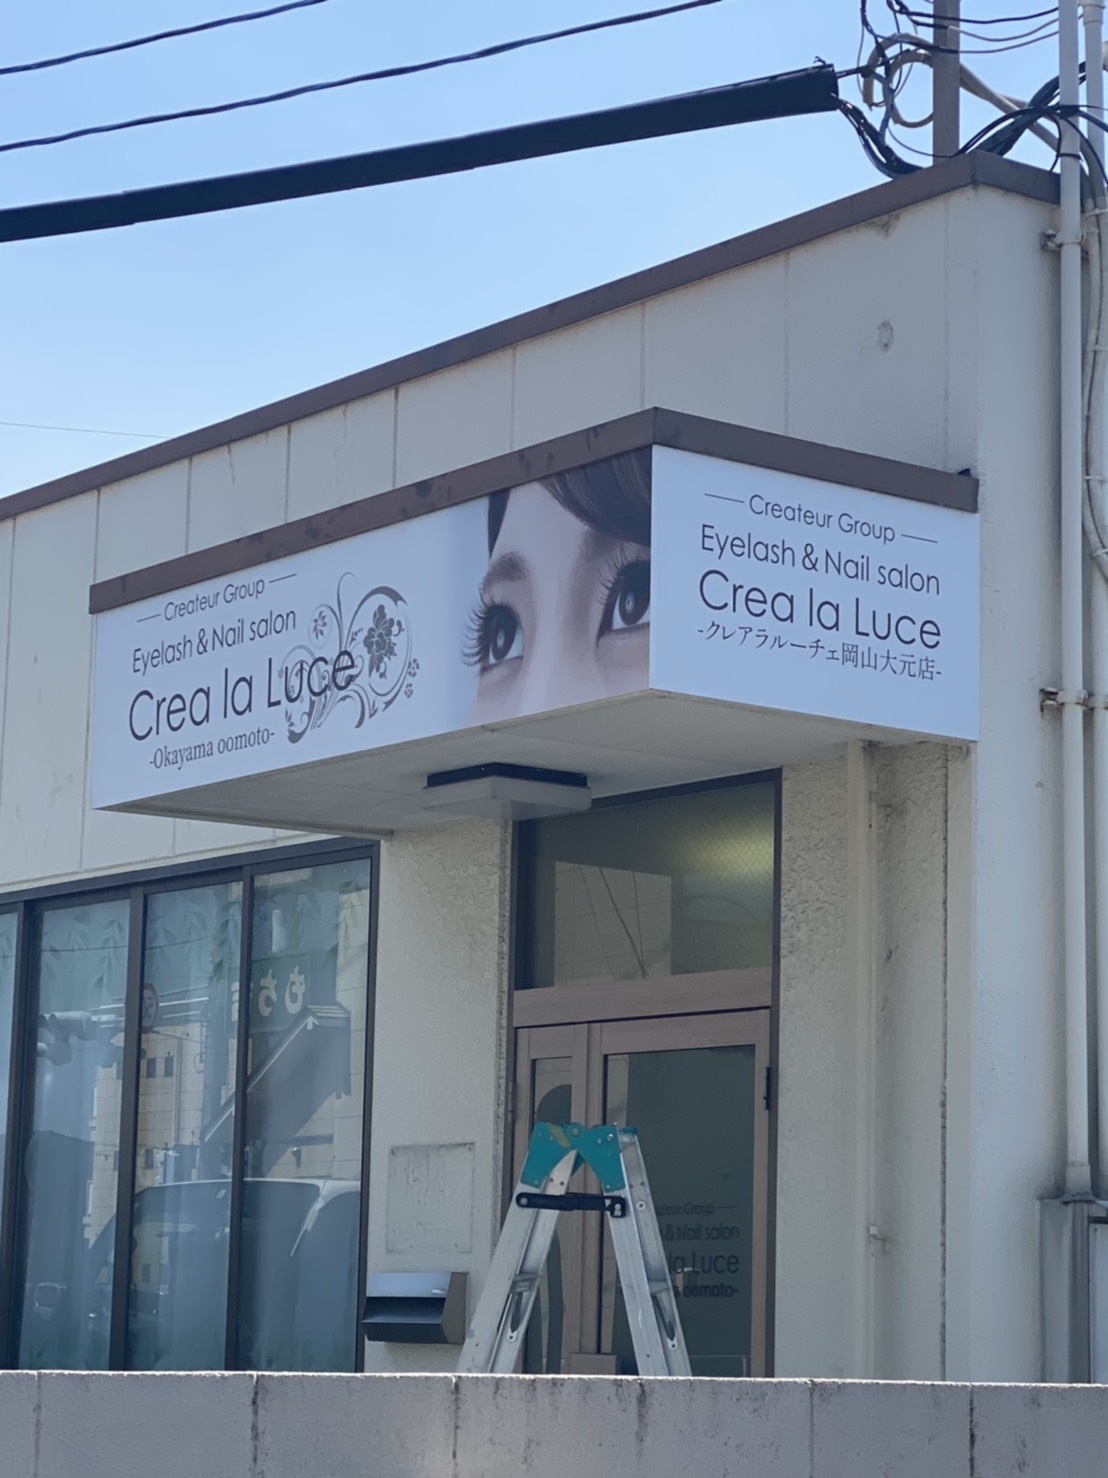 Createur Group
Eyelash & Nail salon
Crea la Luce
-Okayama oomoto-
Createur Group
Eyelash & Nail salon
Crea la Luce
-クレアラルーチェ岡山大元店-
Group
& Nail salon
la Luce
oomoto-